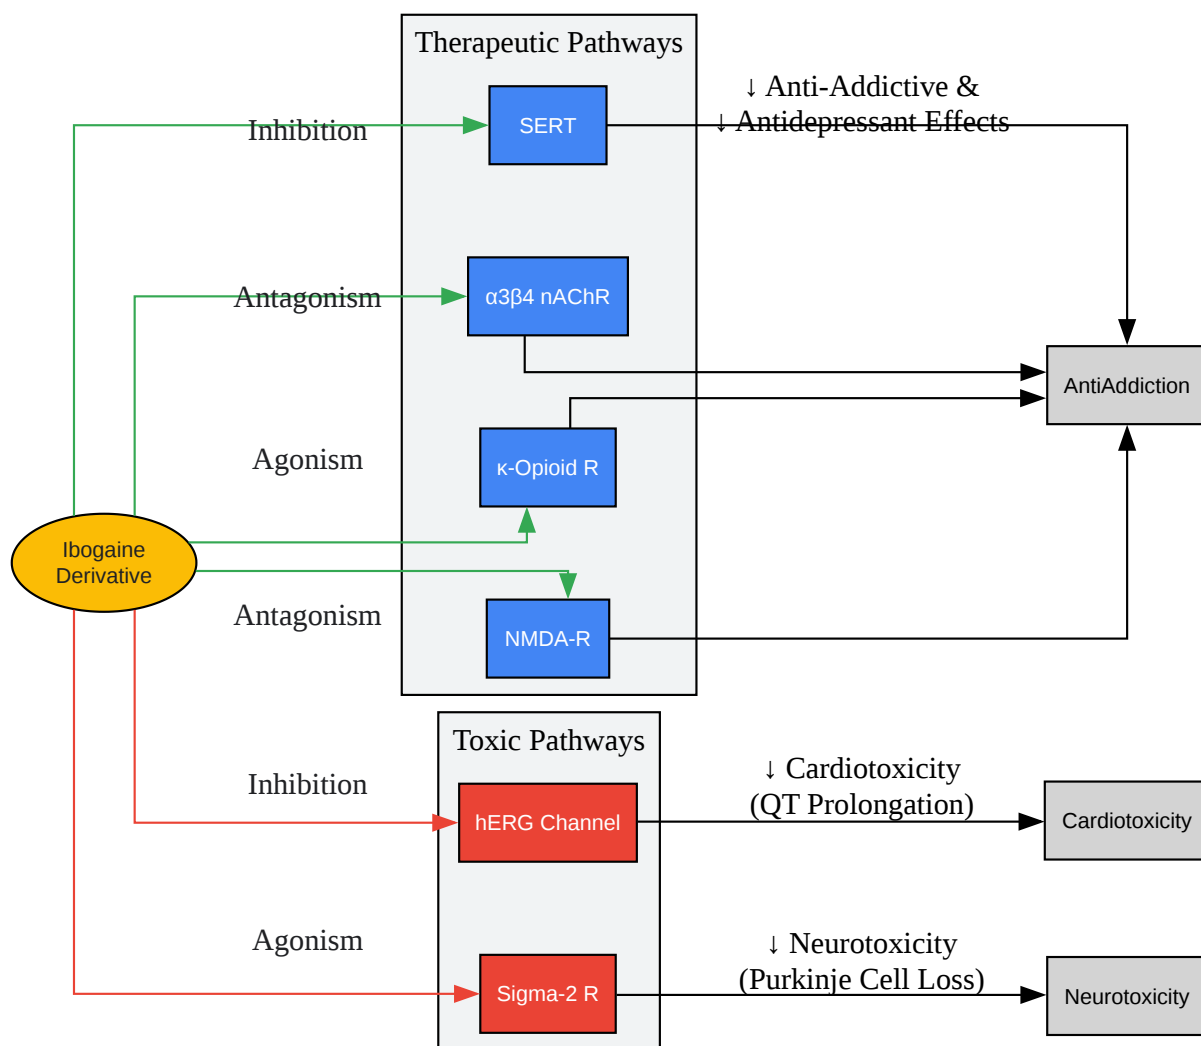 Therapeutic Pathways
↓ Anti-Addictive &
↓ Antidepressant Effects
Inhibition
SERT
Antagonism
α3β4 nAChR
AntiAddiction
Agonism
κ-Opioid R
Ibogaine
Derivative
Antagonism
NMDA-R
Toxic Pathways
Inhibition
hERG Channel
↓ Cardiotoxicity
(QT Prolongation)
Cardiotoxicity
Agonism
Sigma-2 R
↓ Neurotoxicity
(Purkinje Cell Loss)
Neurotoxicity